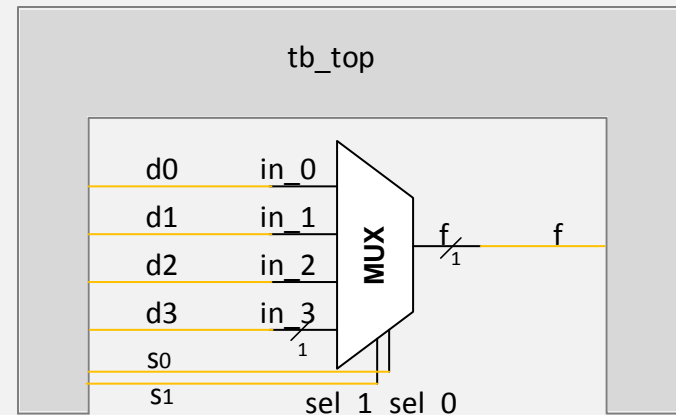 tb_top
d0 in_0
d1 in_1
f f
1
d2 in_2
MUX
d3 in_3
1
s0
s1
sel_1 sel_0